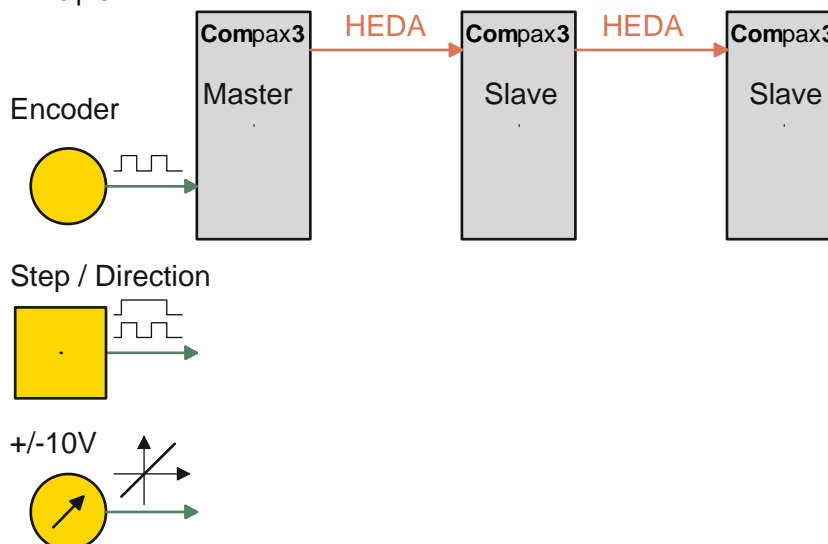 HEDA HEDA
Compax3 Compax3 Compax3
Master Slave Slave
Encoder
Step / Direction
+/-10V